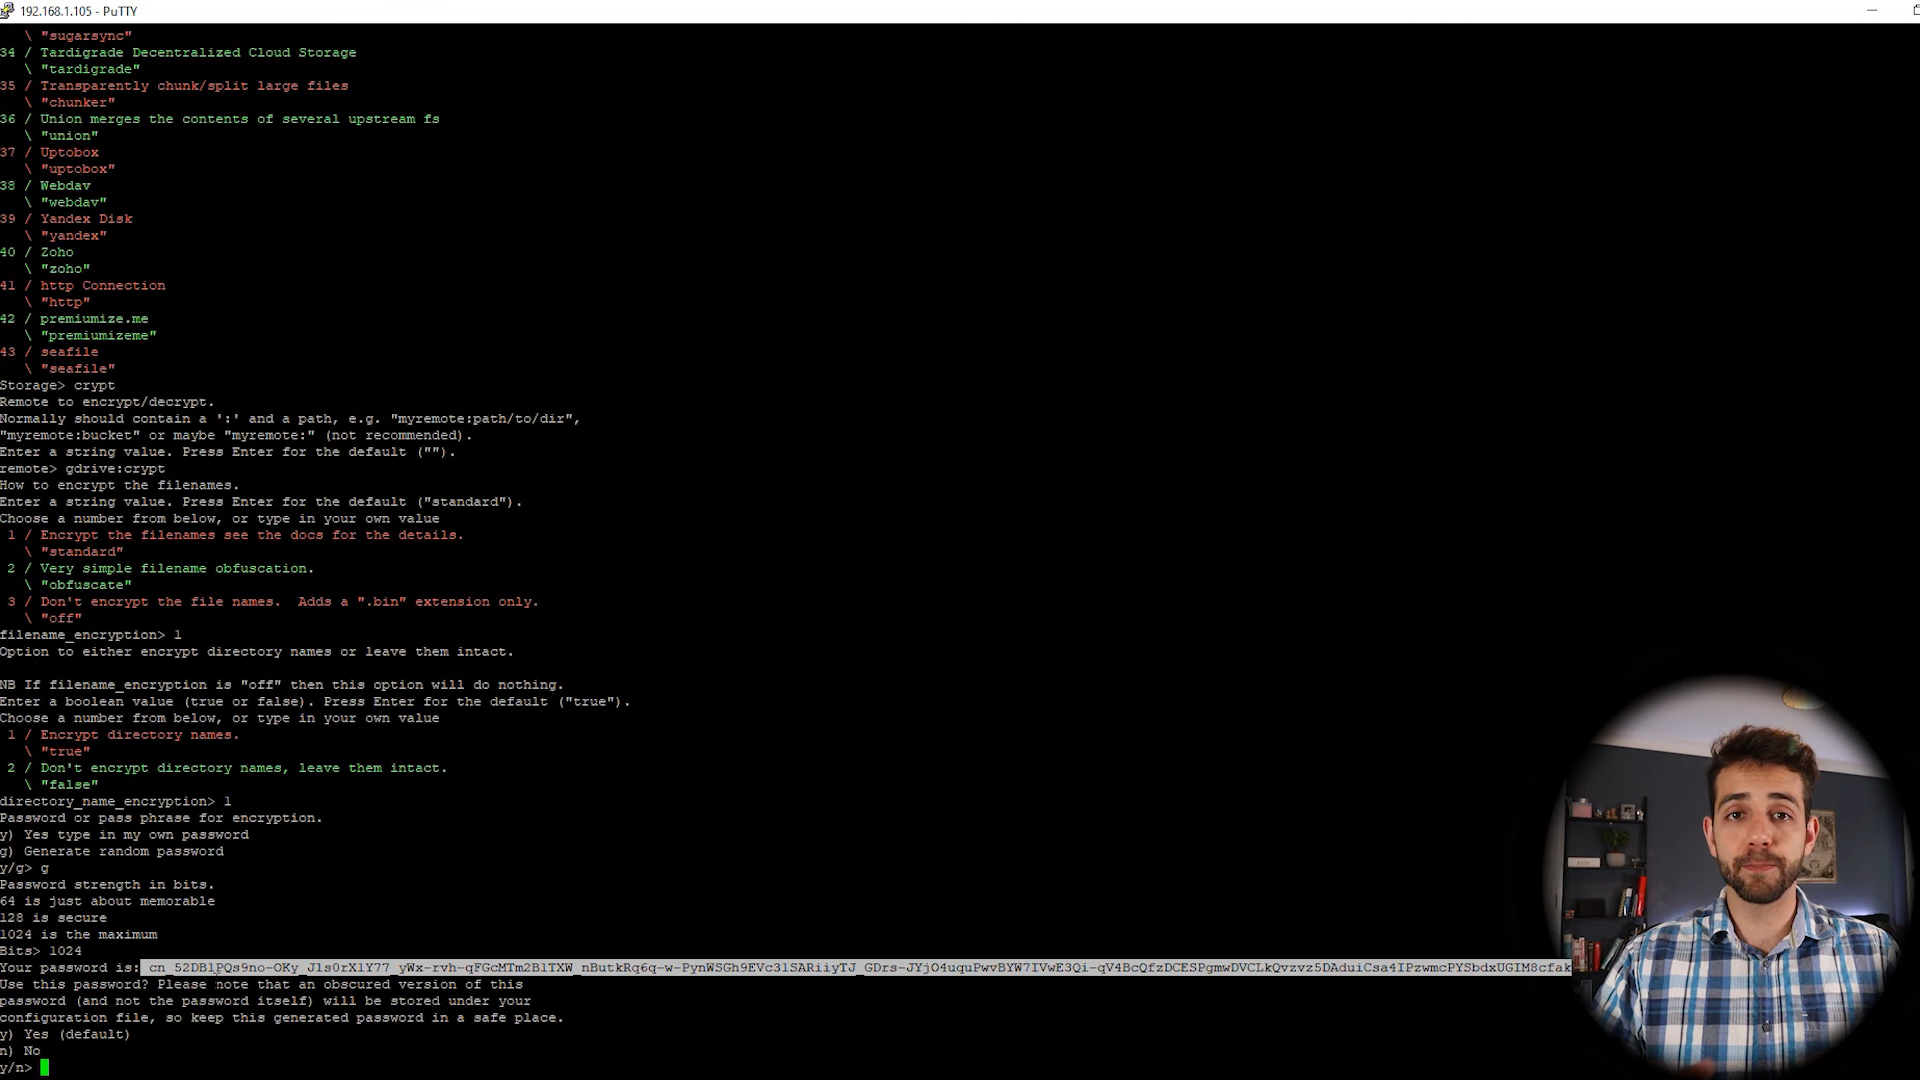 192.168.1.105 - PuTTY
\ "sugarsync"
34 / Tardigrade Decentralized Cloud Storage
\ "tardigrade"
35 / Transparently chunk/split large files
\ "chunker"
36 / Union merges the contents of several upstream fs
\ "union"
37 / Uptobox
\ "uptobox"
38 / Webdav
\ "webdav"
39 / Yandex Disk
\ "yandex"
40 / Zoho
\ "zoho"
41 / http Connection
\ "http"
42 / premiumize.me
\ "premiumizeme"
43 / seafile
\ "seafile"
Storage> crypt
Remote to encrypt/decrypt.
Normally should contain a ':' and a path, e.g. "myremote:path/to/dir",
"myremote:bucket" or maybe "myremote:" (not recommended).
Enter a string value. Press Enter for the default ("").
remote> gdrive:crypt
How to encrypt the filenames.
Enter a string value. Press Enter for the default ("standard").
Choose a number from below, or type in your own value
1 / Encrypt the filenames see the docs for the details.
\ "standard"
2 / Very simple filename obfuscation.
\ "obfuscate"
3 / Don't encrypt the file names.  Adds a ".bin" extension only.
\ "off"
filename_encryption> 1
Option to either encrypt directory names or leave them intact.
NB If filename_encryption is "off" then this option will do nothing.
Enter a boolean value (true or false). Press Enter for the default ("true").
Choose a number from below, or type in your own value
1 / Encrypt directory names.
\ "true"
2 / Don't encrypt directory names, leave them intact.
\ "false"
directory_name_encryption> 1
Password or pass phrase for encryption.
y) Yes type in my own password
g) Generate random password
y/g> g
Password strength in bits.
64 is just about memorable
128 is secure
1024 is the maximum
Bits> 1024
Your password is:
Use this password? Please note that an obscured version of this
password (and not the password itself) will be stored under your
configuration file, so keep this generated password in a safe place.
y) Yes (default)
n) No
y/n>